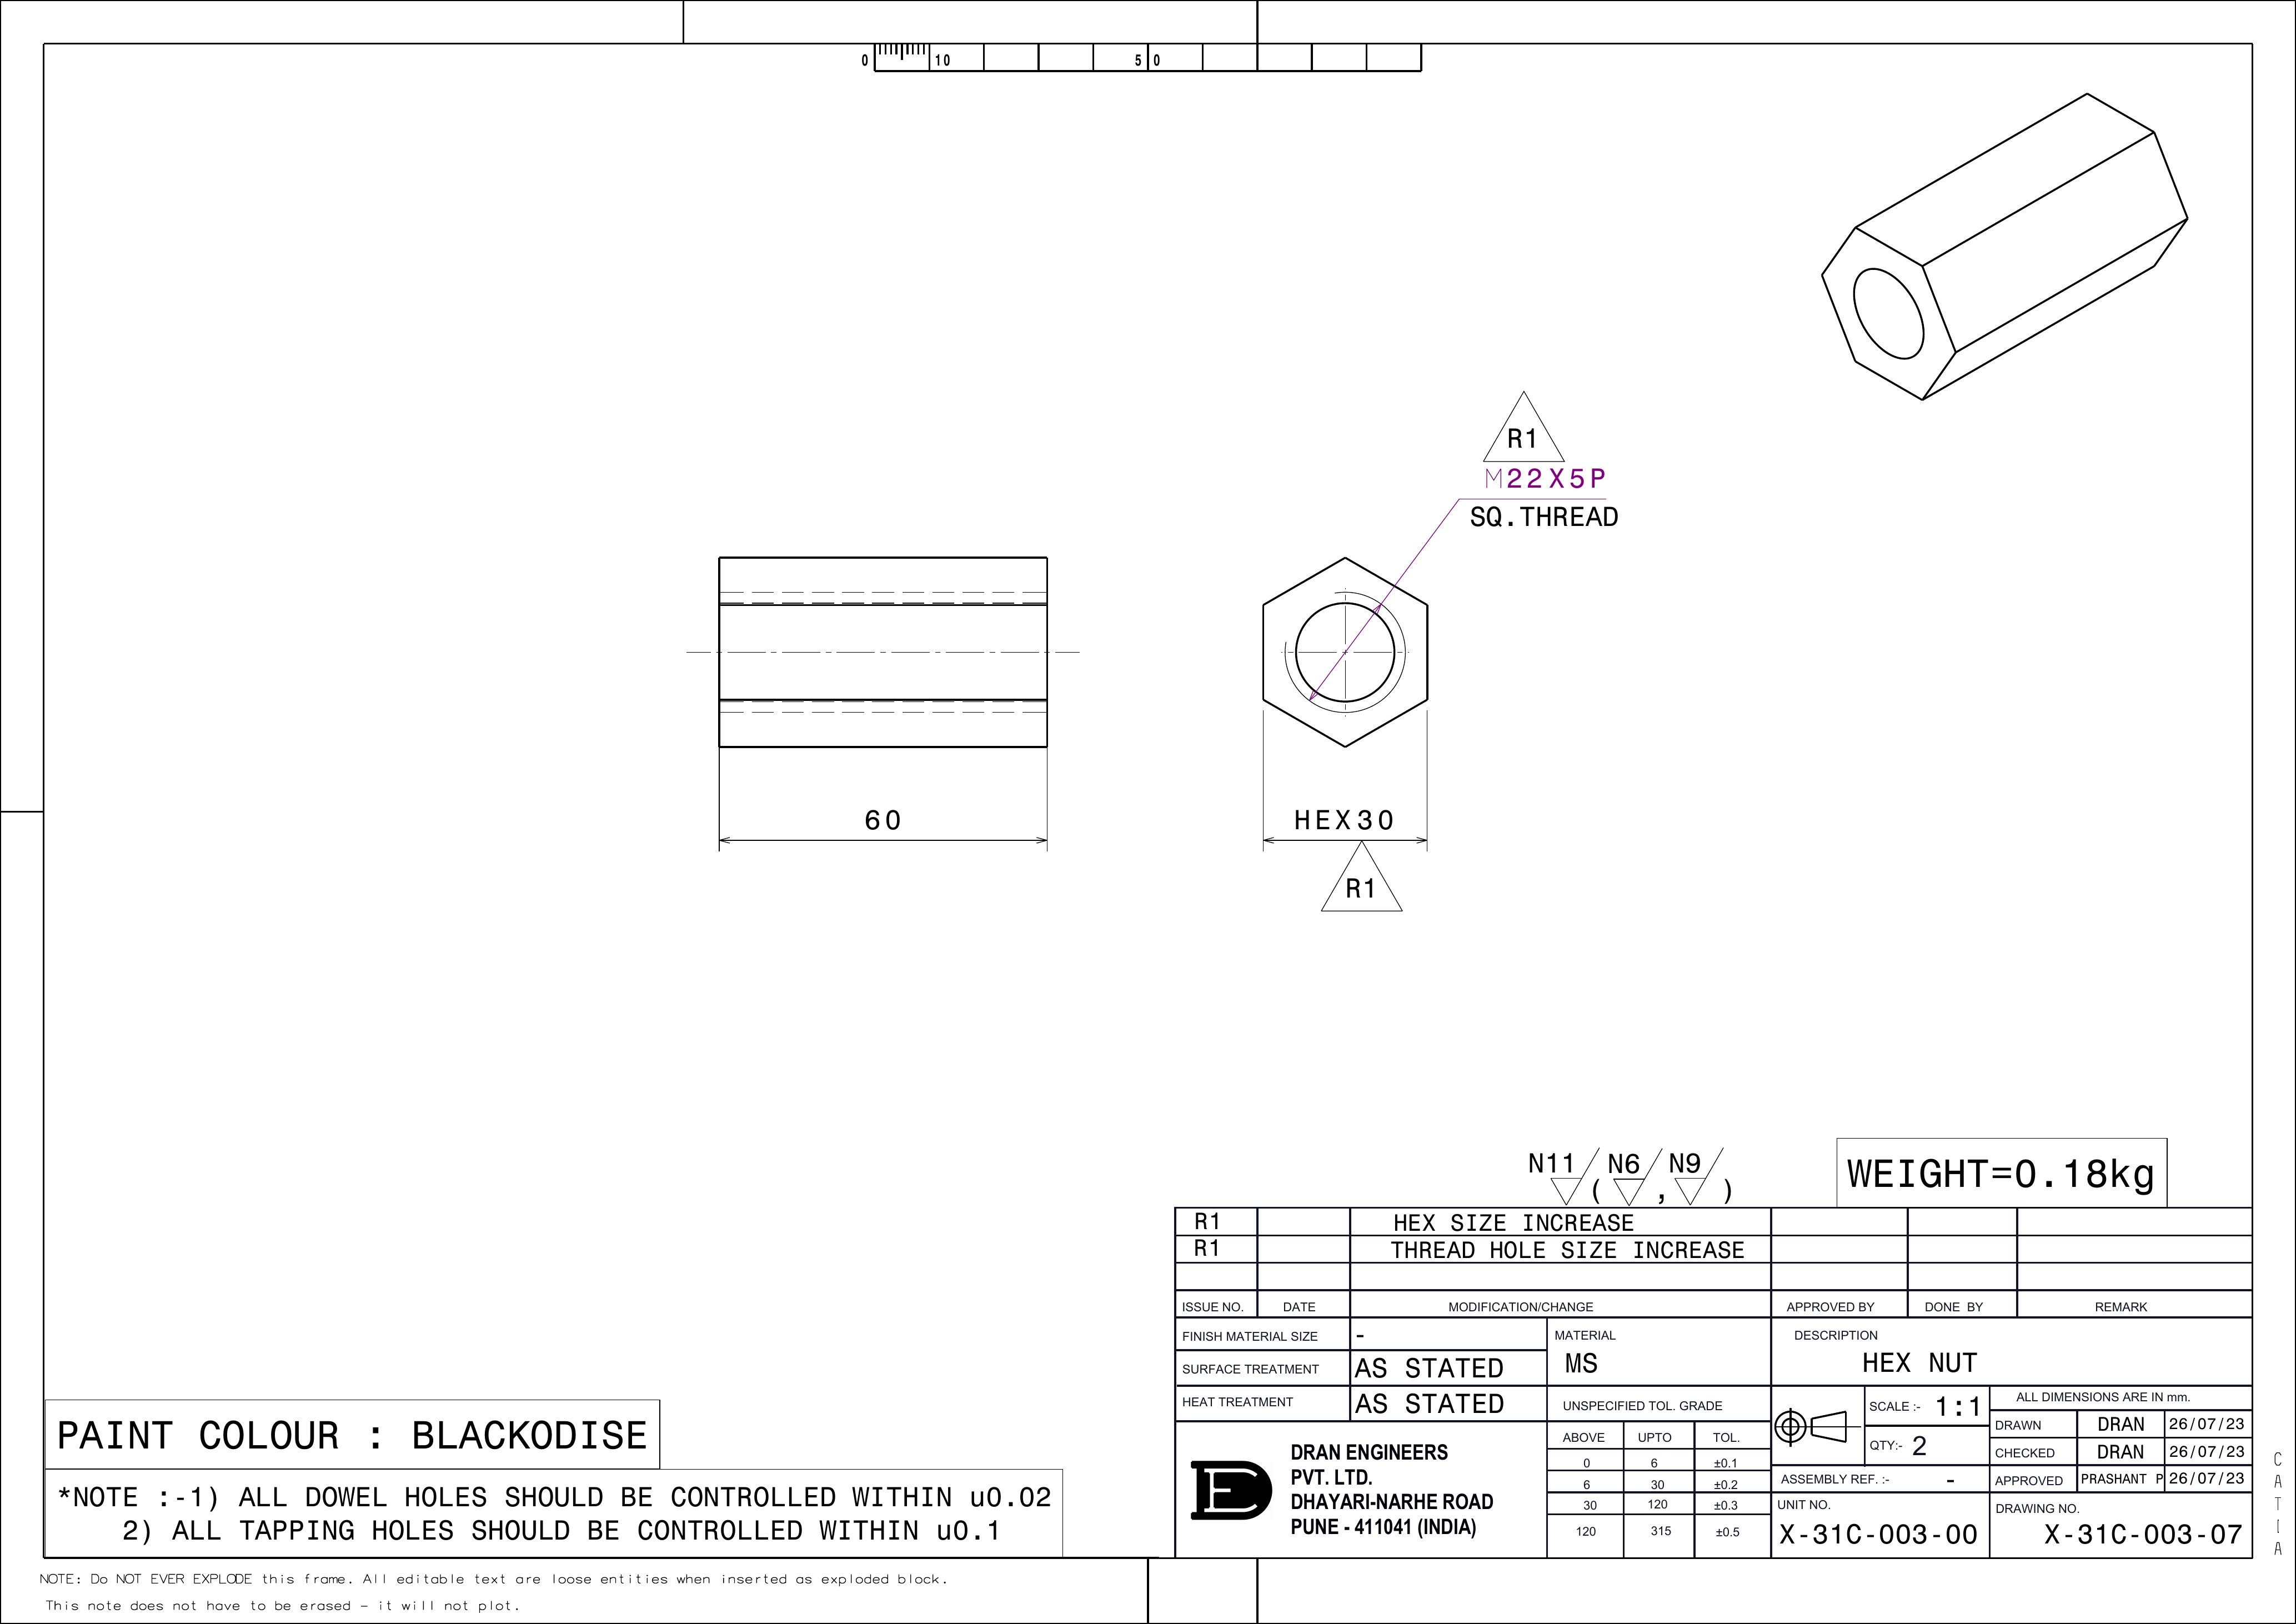 0 10 50
R1
M22X5P
SQ.THREAD
60
HEX30
R1
N11 ( N6 , N9 )
WEIGHT=0.18kg
R1 HEX SIZE INCREASE
R1 THREAD HOLE SIZE INCREASE
ISSUE NO. DATE MODIFICATION/CHANGE APPROVED BY DONE BY REMARK
FINISH MATERIAL SIZE -
SURFACE TREATMENT AS STATED
HEAT TREATMENT AS STATED
MATERIAL
MS
DESCRIPTION
HEX NUT
UNSPECIFIED TOL. GRADE
ABOVE UPTO TOL.
0 6 ±0.1
6 30 ±0.2
30 120 ±0.3
120 315 ±0.5
SCALE :- 1:1
QTY:- 2
ALL DIMENSIONS ARE IN mm.
DRAWN DRAN 26/07/23
CHECKED DRAN 26/07/23
APPROVED PRASHANT P 26/07/23
ASSEMBLY REF. :- -
UNIT NO.
X-31C-003-00
DRAWING NO.
X-31C-003-07
E
DRAN ENGINEERS
PVT. LTD.
DHAYARI-NARHE ROAD
PUNE - 411041 (INDIA)
PAINT COLOUR : BLACKODISE
*NOTE :-1) ALL DOWEL HOLES SHOULD BE CONTROLLED WITHIN u0.02
2) ALL TAPPING HOLES SHOULD BE CONTROLLED WITHIN u0.1
CATIA
NOTE: Do NOT EVER EXPLODE this frame. All editable text are loose entities when inserted as exploded block.
This note does not have to be erased - it will not plot.